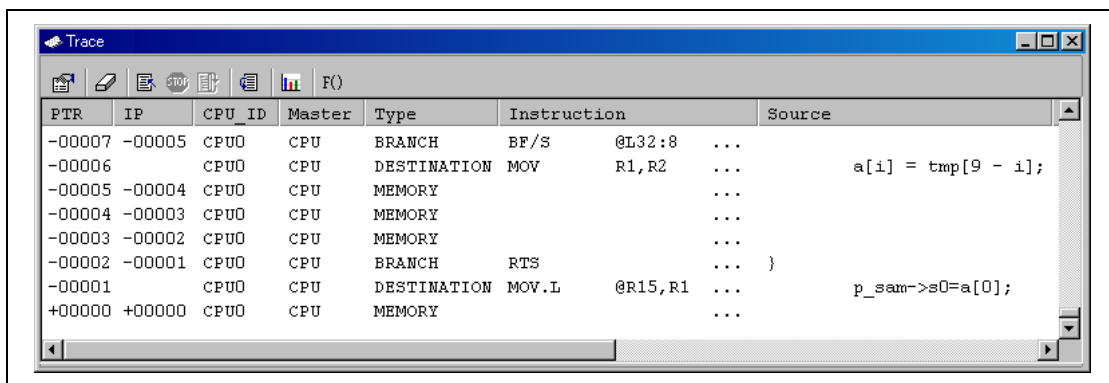 Trace
STOP F()
PTR IP CPU_ID Master Type Instruction Source
-00007 -00005 CPU0 CPU BRANCH BF/S @L32:8 ...
-00006 CPU0 CPU DESTINATION MOV R1,R2 ... a[i] = tmp[9 - i];
-00005 -00004 CPU0 CPU MEMORY ...
-00004 -00003 CPU0 CPU MEMORY ...
-00003 -00002 CPU0 CPU MEMORY ...
-00002 -00001 CPU0 CPU BRANCH RTS ... }
-00001 CPU0 CPU DESTINATION MOV.L @R15,R1 ... p_sam->s0=a[0];
+00000 +00000 CPU0 CPU MEMORY ...